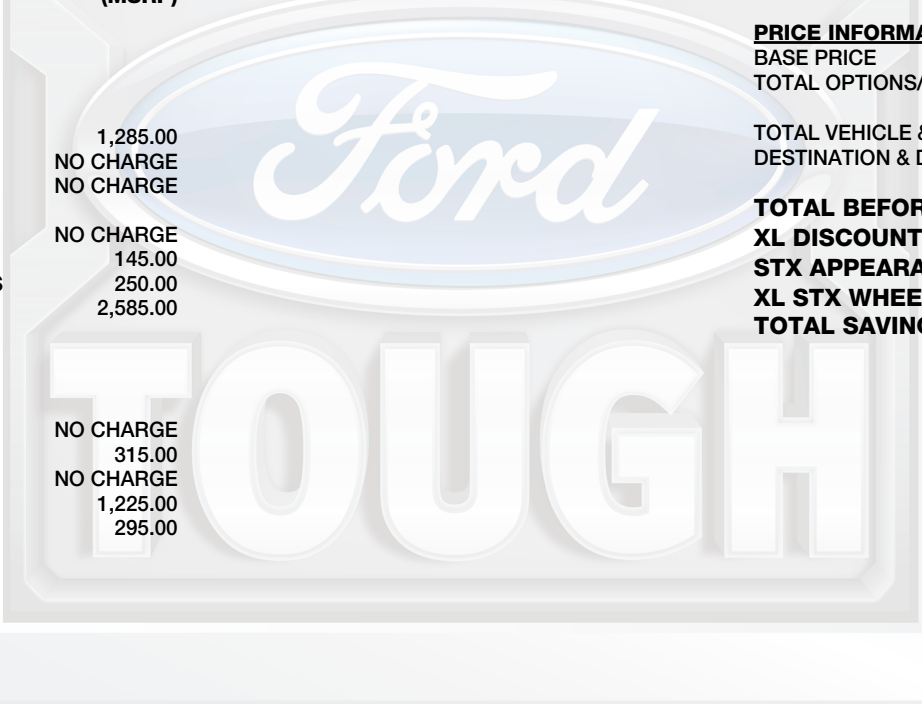 (MSRP)
1,285.00
NO CHARGE
NO CHARGE
NO CHARGE
145.00
S 250.00
2,585.00
NO CHARGE
315.00
NO CHARGE
1,225.00
295.00
PRICE INFORMA
BASE PRICE
TOTAL OPTIONS/
TOTAL VEHICLE &
DESTINATION & D
TOTAL BEFOR
XL DISCOUNT
STX APPEARA
XL STX WHEE
TOTAL SAVING
Ford
TOUGH